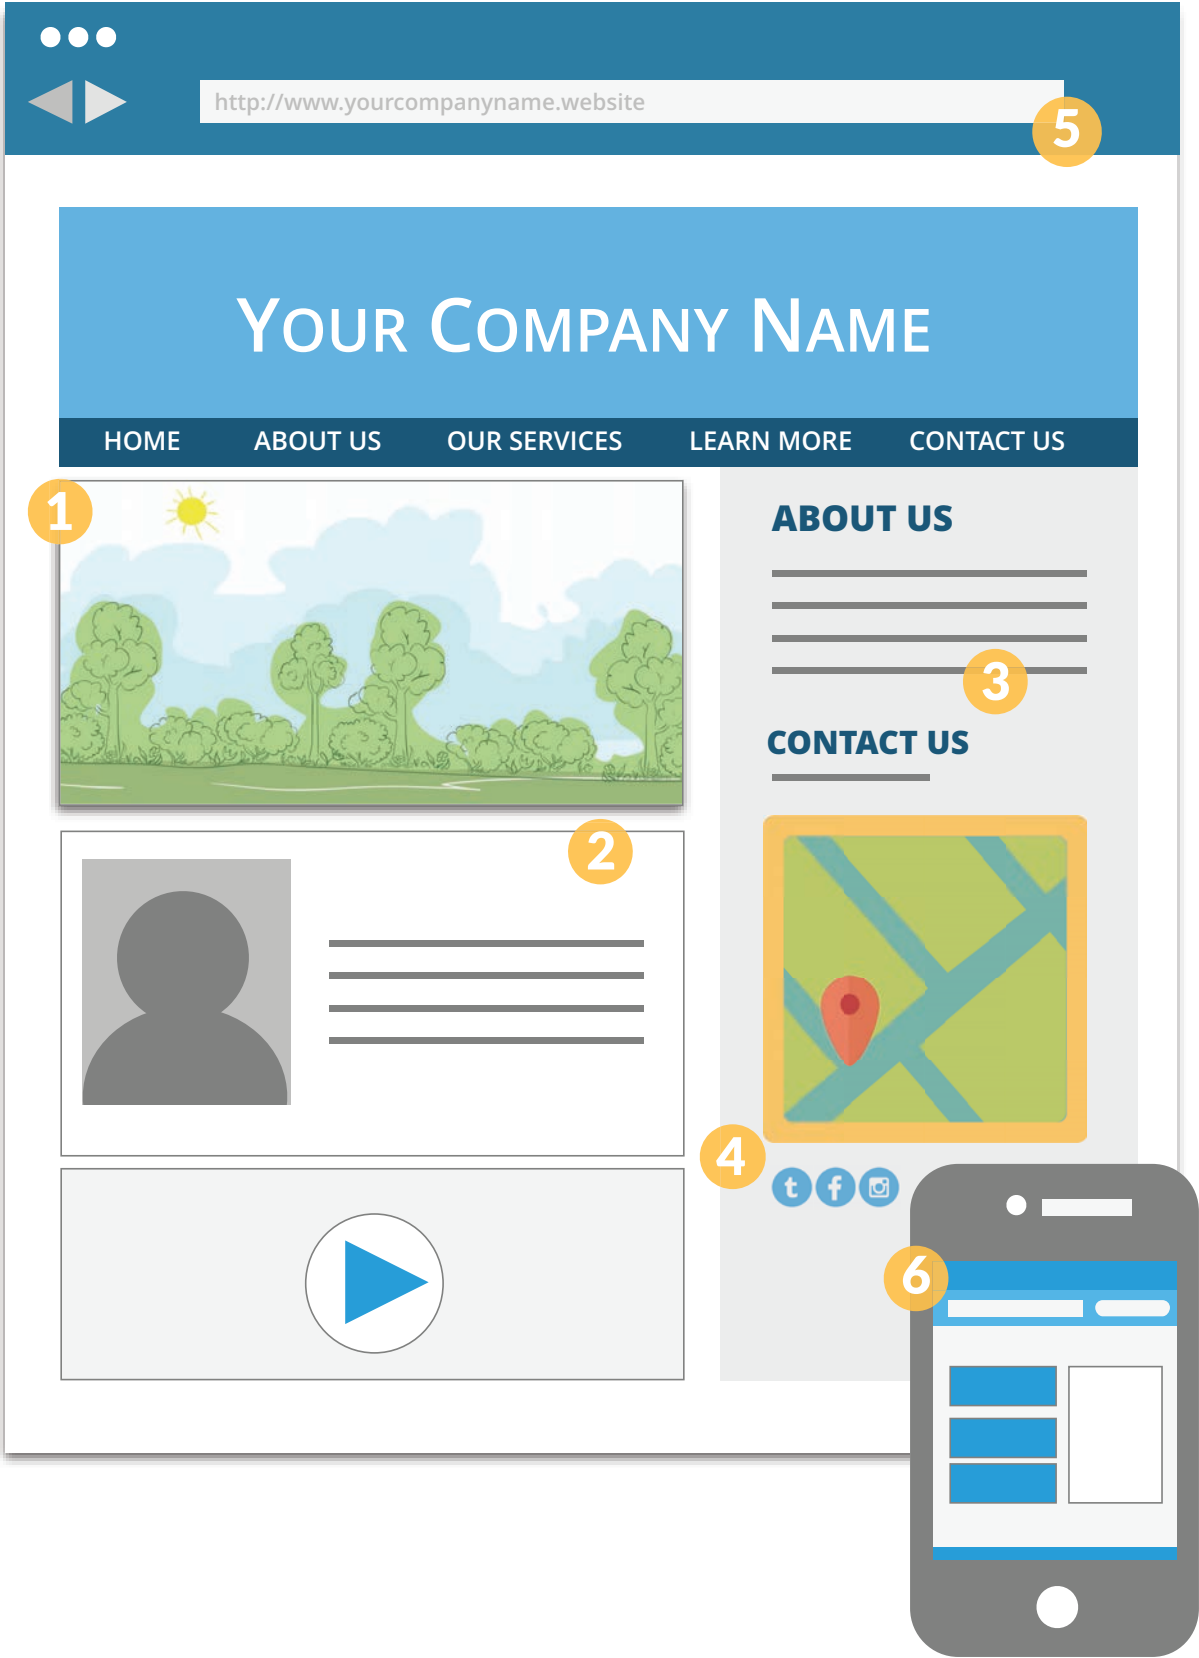 http://www.yourcompanyname.website
5
YOUR COMPANY NAME
HOME ABOUT US OUR SERVICES LEARN MORE CONTACT US
1
ABOUT US
3
CONTACT US
2
4
t f
6